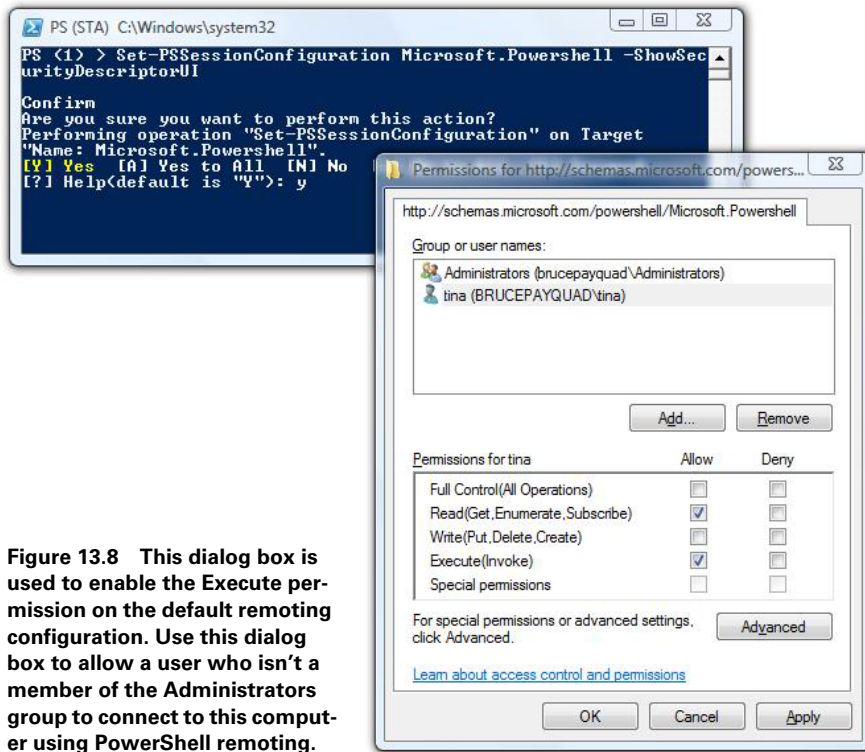 PS (STA) C:\Windows\system32
PS (1) > Set-PSSessionConfiguration Microsoft.Powershell -ShowSec
urityDescriptorUI
Confirm
Are you sure you want to perform this action?
Performing operation "Set-PSSessionConfiguration" on Target
"Name: Microsoft.Powershell".
[Y] Yes [A] Yes to All [N] No
[?] Help(default is "Y"): y
Permissions for http://schemas.microsoft.com/powers...
http://schemas.microsoft.com/powershell/Microsoft.Powershell
Group or user names:
Administrators (brucepayquad\Administrators)
tina (BRUCEPAYQUAD\tina)
Add... Remove
Permissions for tina Allow Deny
Full Control(All Operations)
Read(Get,Enumerate,Subscribe)
Write(Put,Delete,Create)
Execute(Invoke)
Special permissions
For special permissions or advanced settings,
click Advanced.
Advanced
Learn about access control and permissions
OK Cancel Apply
Figure 13.8 This dialog box is
used to enable the Execute per-
mission on the default remoting
configuration. Use this dialog
box to allow a user who isn't a
member of the Administrators
group to connect to this comput-
er using PowerShell remoting.